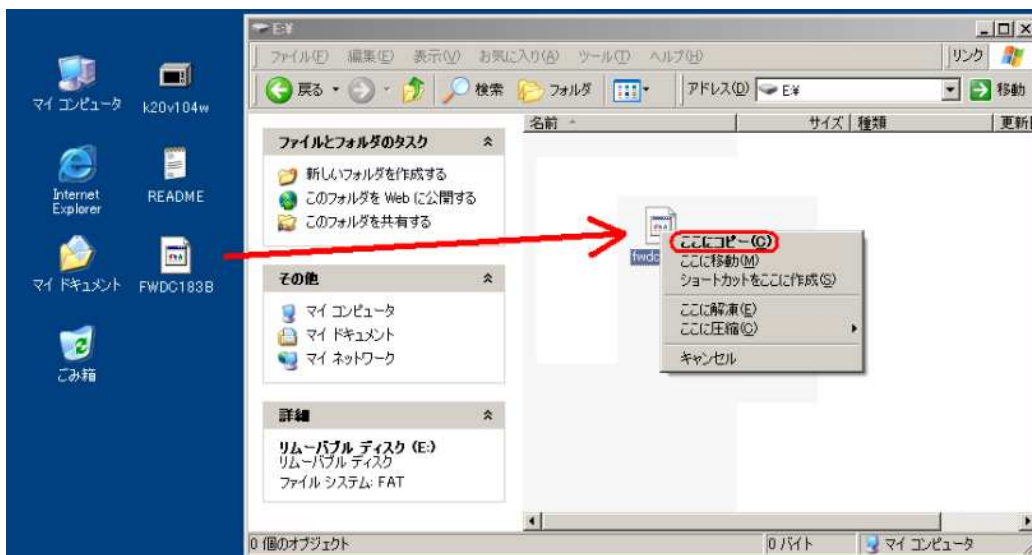 マイ コンピュータ
k20v104w
Internet
Explorer
README
マイ ドキュメント
FWDC183B
ごみ箱
E:¥
ファイル(F) 編集(E) 表示(V) お気に入り(A) ツール(T) ヘルプ(H)
リンク
戻る
検索
フォルダ
アドレス(D)
E:¥
移動
ファイルとフォルダのタスク
新しいフォルダを作成する
このフォルダを Web に公開する
このフォルダを共有する
その他
マイ コンピュータ
マイ ドキュメント
マイ ネットワーク
詳細
リムーバブル ディスク (E:)
リムーバブル ディスク
ファイル システム: FAT
名前 サイズ 種類 更新
fwdc
ここにコピー(C)
ここに移動(M)
ショートカットをここに作成(S)
ここに解凍(E)
ここに圧縮(C)
キャンセル
0 個のオブジェクト
0 バイト
マイ コンピュータ